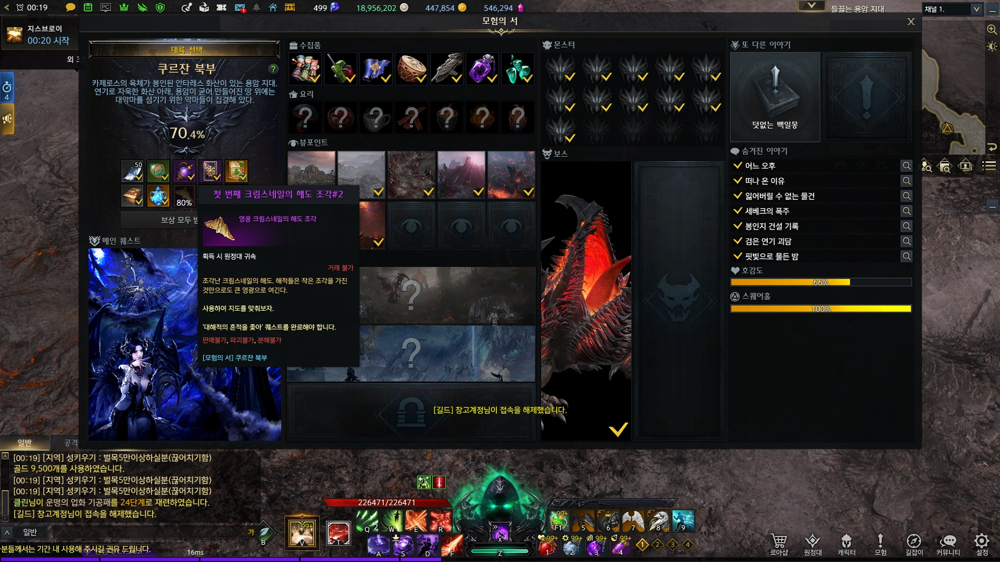 00:19
PC
1
499
18,956,202
447,854
546,294
들끓는 용암 지대
채널 1.
지스브로이
00:20 시작
외 3건
4
모험의 서
X
대륙 선택
쿠르잔 북부
?
카제로스의 육체가 봉인된 안타레스 화산이 있는 용암 지대.
연기로 자욱한 화산 아래, 용암이 굳어 만들어진 땅 위에는
대악마를 섬기기 위한 악마들이 집결해 있다.
70.4%
50
80%
보상 모두 받
메인 퀘스트
수집품
요리
? ? ? ? ? ? ?
뷰포인트
첫 번째 크림스네일의 해도 조각#2
영웅 크림스네일의 해도 조각
획득 시 원정대 귀속
거래 불가
조각난 크림스네일의 해도. 해적들은 작은 조각을 가진
것만으로도 큰 영광으로 여긴다.
사용하여 지도를 맞춰보자.
'대해적의 흔적을 좇아' 퀘스트를 완료해야 합니다.
판매불가, 파괴불가, 분해불가
[모험의 서] 쿠르잔 북부
?
?
[길드] 창고계정님이 접속을 해제했습니다.
몬스터
보스
또 다른 이야기
덧없는 백일몽
숨겨진 이야기
어느 오후
떠나 온 이유
잃어버릴 수 없는 물건
세베크의 폭주
봉인지 건설 기록
검은 연기 괴담
핏빛으로 물든 밤
호감도
66%
스퀘어홀
100%
일반
공격
[00:19] [지역] 성키우기 : 벌목5만이상하실분(끊어치기함)
골드 9,500개를 사용하였습니다.
[00:19] [지역] 성키우기 : 벌목5만이상하실분(끊어치기함)
[00:19] [지역] 성키우기 : 벌목5만이상하실분(끊어치기함)
클린님이 운명의 업화 기공패를 24단계로 재련하였습니다.
[길드] 창고계정님이 접속을 해제했습니다.
일반
가
B
분들께서는 기간 내 사용해 주시길 권유 드립니다.
16ms
226471/226471
99+
V
T
Q
2
W
E
R
A
S
D
F
X
Z
99+
F1
5
6
7
8
9
99+
1
99+
2
99+
3
99+
4
1
2
3
4
로아샵
원정대
캐릭터
모험
길잡이
커뮤니티
설정